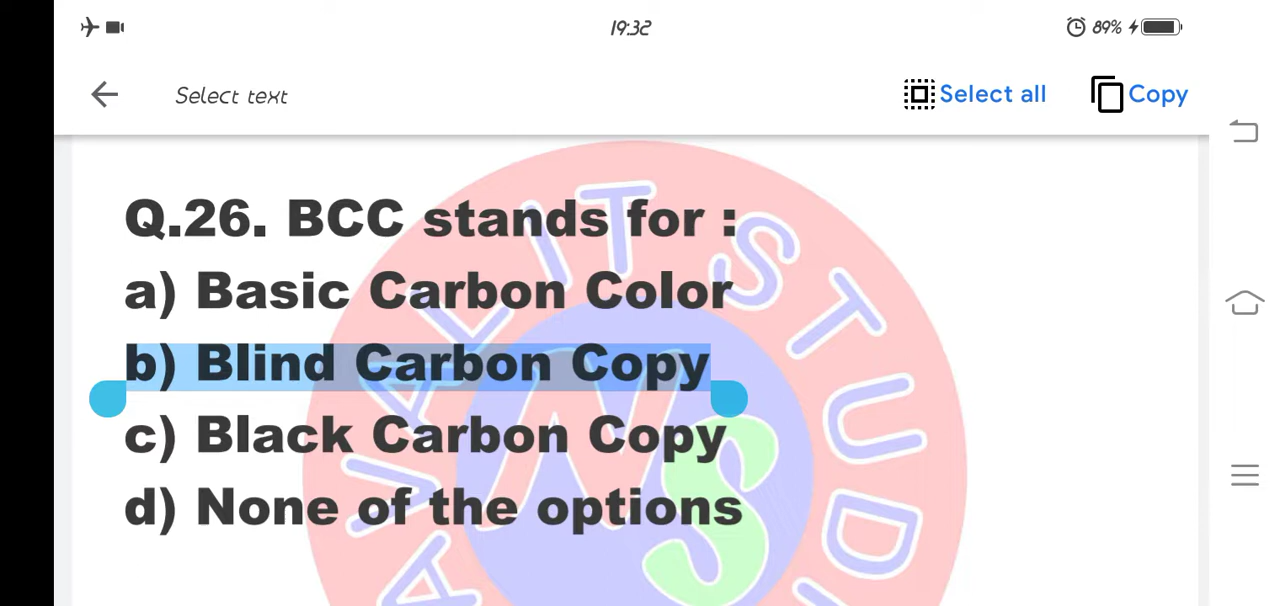 19:32
89%
Select text
Select all
Copy
Q.26. BCC stands for :
a) Basic Carbon Color
b) Blind Carbon Copy
c) Black Carbon Copy
d) None of the options